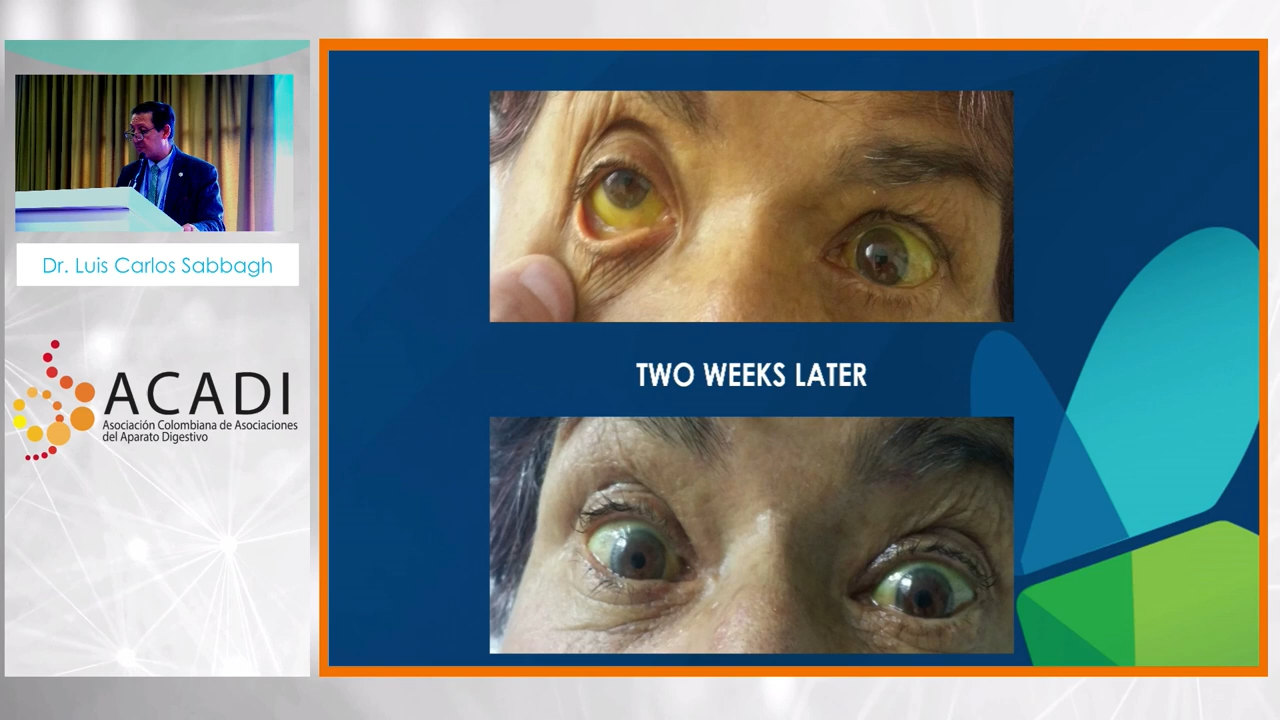 Dr. Luis Carlos Sabbagh
ACADI
Asociación Colombiana de Asociaciones
del Aparato Digestivo
TWO WEEKS LATER